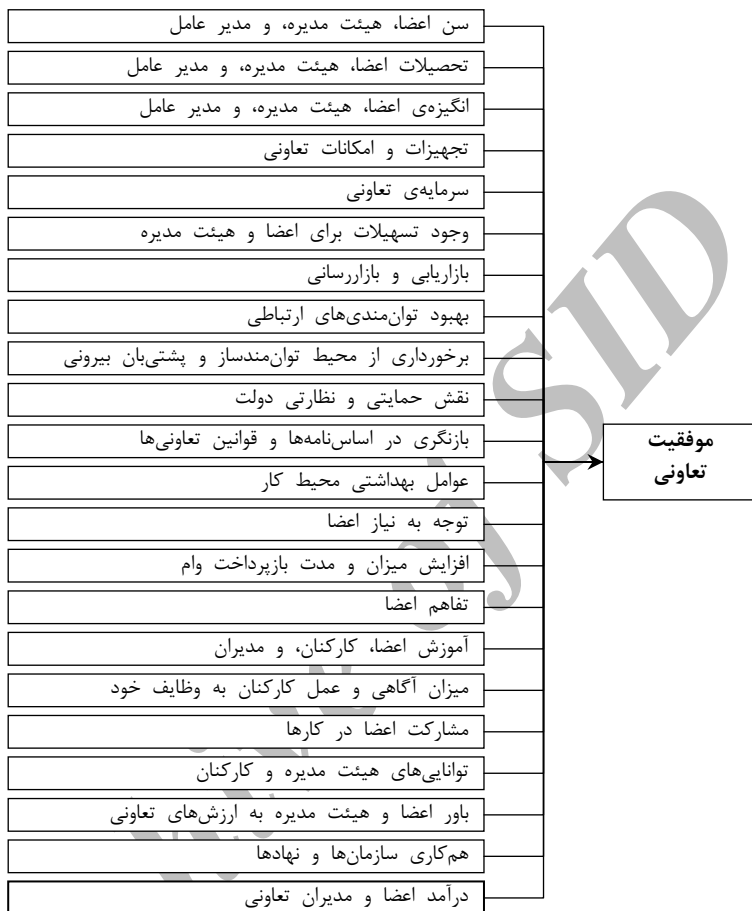 سن اعضا، هیئت مدیره، و مدیر عامل
تحصیلات اعضا، هیئت مدیره، و مدیر عامل
انگیزه‌ی اعضا، هیئت مدیره، و مدیر عامل
تجهیزات و امکانات تعاونی
سرمایه‌ی تعاونی
وجود تسهیلات برای اعضا و هیئت مدیره
بازاریابی و بازاررسانی
بهبود توان‌مندی‌های ارتباطی
برخورداری از محیط توان‌مندساز و پشتی‌بان بیرونی
نقش حمایتی و نظارتی دولت
بازنگری در اساس‌نامه‌ها و قوانین تعاونی‌ها
عوامل بهداشتی محیط کار
توجه به نیاز اعضا
افزایش میزان و مدت بازپرداخت وام
تفاهم اعضا
آموزش اعضا، کارکنان، و مدیران
میزان آگاهی و عمل کارکنان به وظایف خود
مشارکت اعضا در کارها
توانایی‌های هیئت مدیره و کارکنان
باور اعضا و هیئت مدیره به ارزش‌های تعاونی
هم‌کاری سازمان‌ها و نهادها
درآمد اعضا و مدیران تعاونی
موفقیت
تعاونی
hive of SID